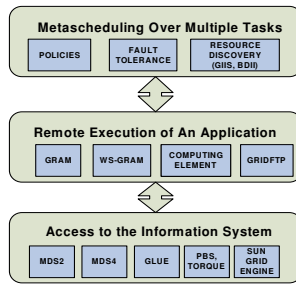 Metascheduling Over Multiple Tasks
POLICIES
FAULT
TOLERANCE
RESOURCE
DISCOVERY
(GIIS, BDII)
Remote Execution of An Application
GRAM
WS-GRAM
COMPUTING
ELEMENT
GRIDFTP
Access to the Information System
MDS2
MDS4
GLUE
PBS,
TORQUE
SUN
GRID
ENGINE